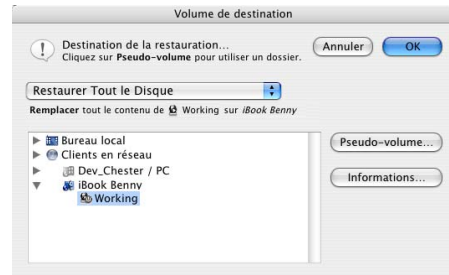 Volume de destination
Destination de la restauration...
Cliquez sur Pseudo-volume pour utiliser un dossier.
Annuler
OK
Restaurer Tout le Disque
Remplacer tout le contenu de Working sur iBook Benny
Bureau local
Clients en réseau
Dev_Chester / PC
iBook Benny
Working
Pseudo-volume...
Informations...